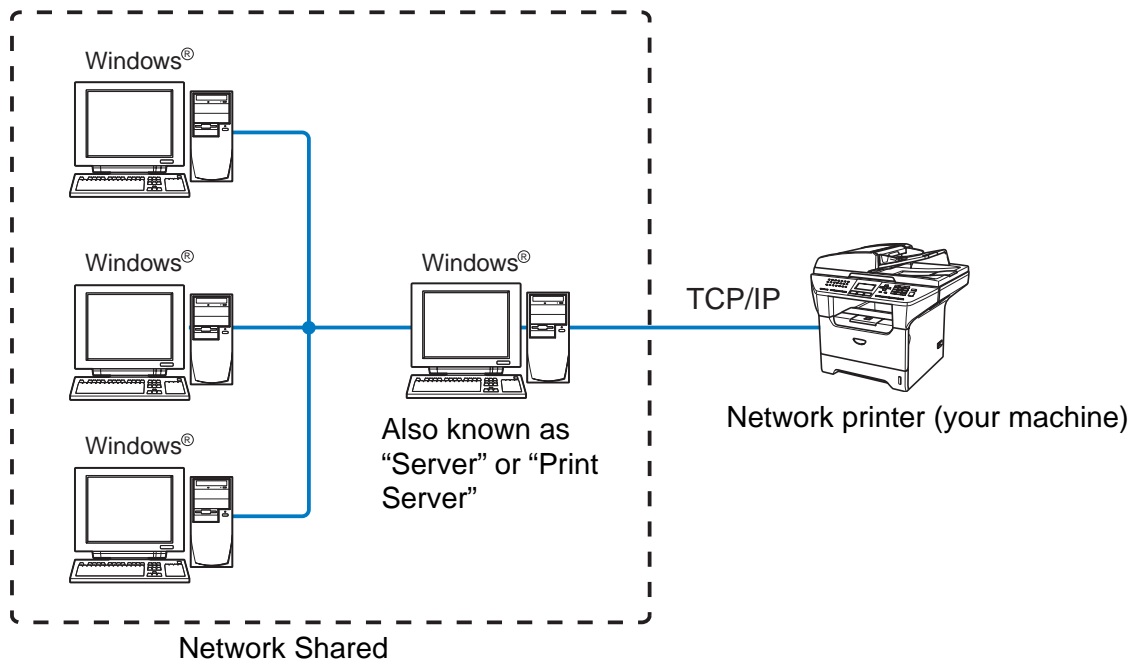 Windows®
Windows®
Windows®
Windows®
Also known as
“Server” or “Print
Server”
TCP/IP
Network printer (your machine)
Network Shared